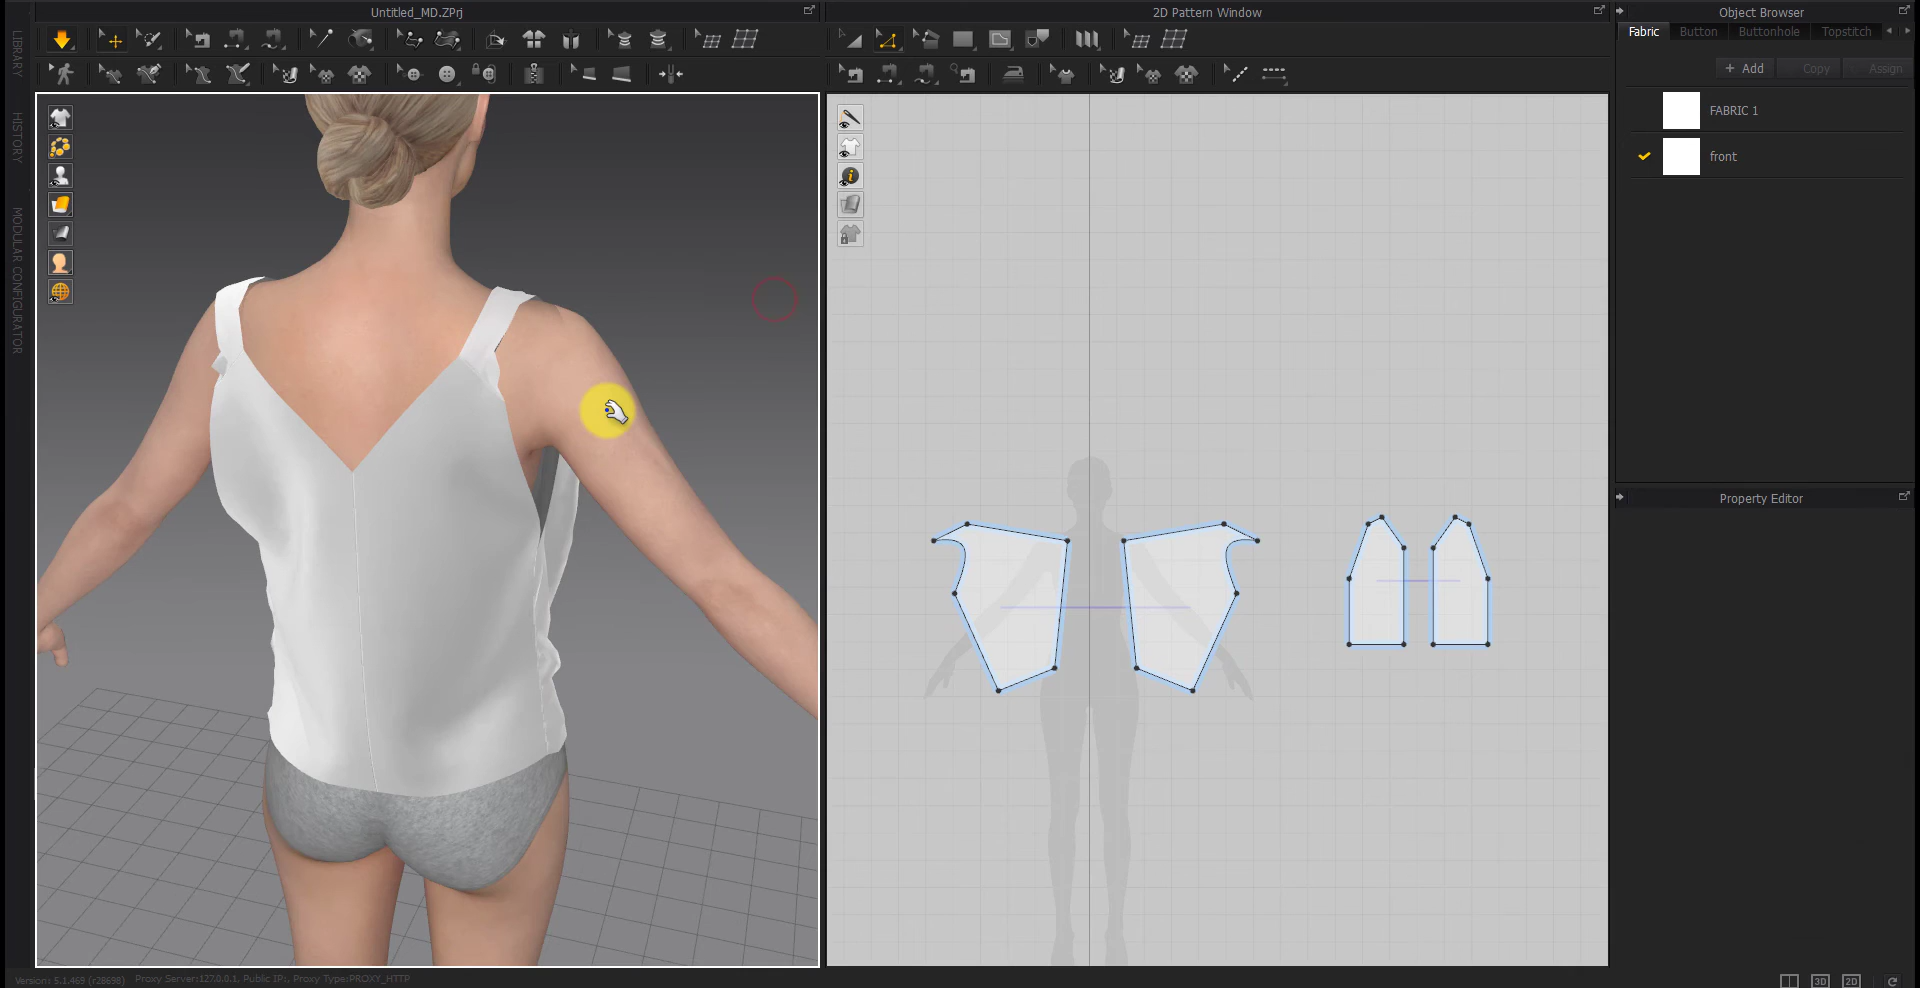 Untitled_MD.ZPrj
2D Pattern Window
Object Browser
LIBRARY
HISTORY
MODULAR CONFIGURATOR
Fabric
Button
Buttonhole
Topstitch
+ Add
Copy
Assign
FABRIC 1
front
Property Editor
Version: 5.1.469 (r28698)
Proxy Server:127.0.0.1, Public IP:, Proxy Type:PROXY_HTTP
3D
2D